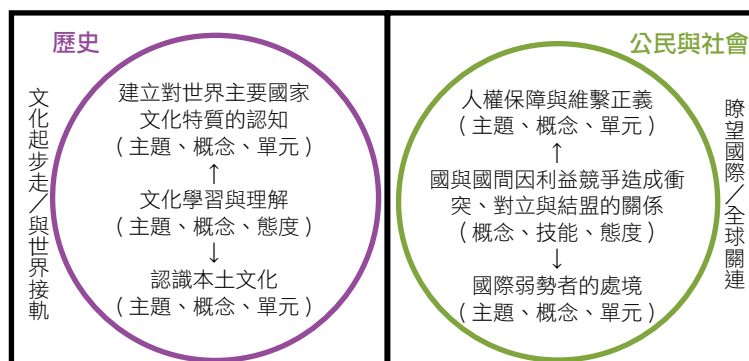 歷史
文化起步走／與世界接軌
建立對世界主要國家
文化特質的認知
(主題、概念、單元)
↑
文化學習與理解
(主題、概念、態度)
↓
認識本土文化
(主題、概念、單元)
公民與社會
人權保障與維繫正義
(主題、概念、單元)
↑
國與國間因利益競爭造成衝
突、對立與結盟的關係
(概念、技能、態度)
↓
國際弱勢者的處境
(主題、概念、單元)
瞭望國際／全球關連